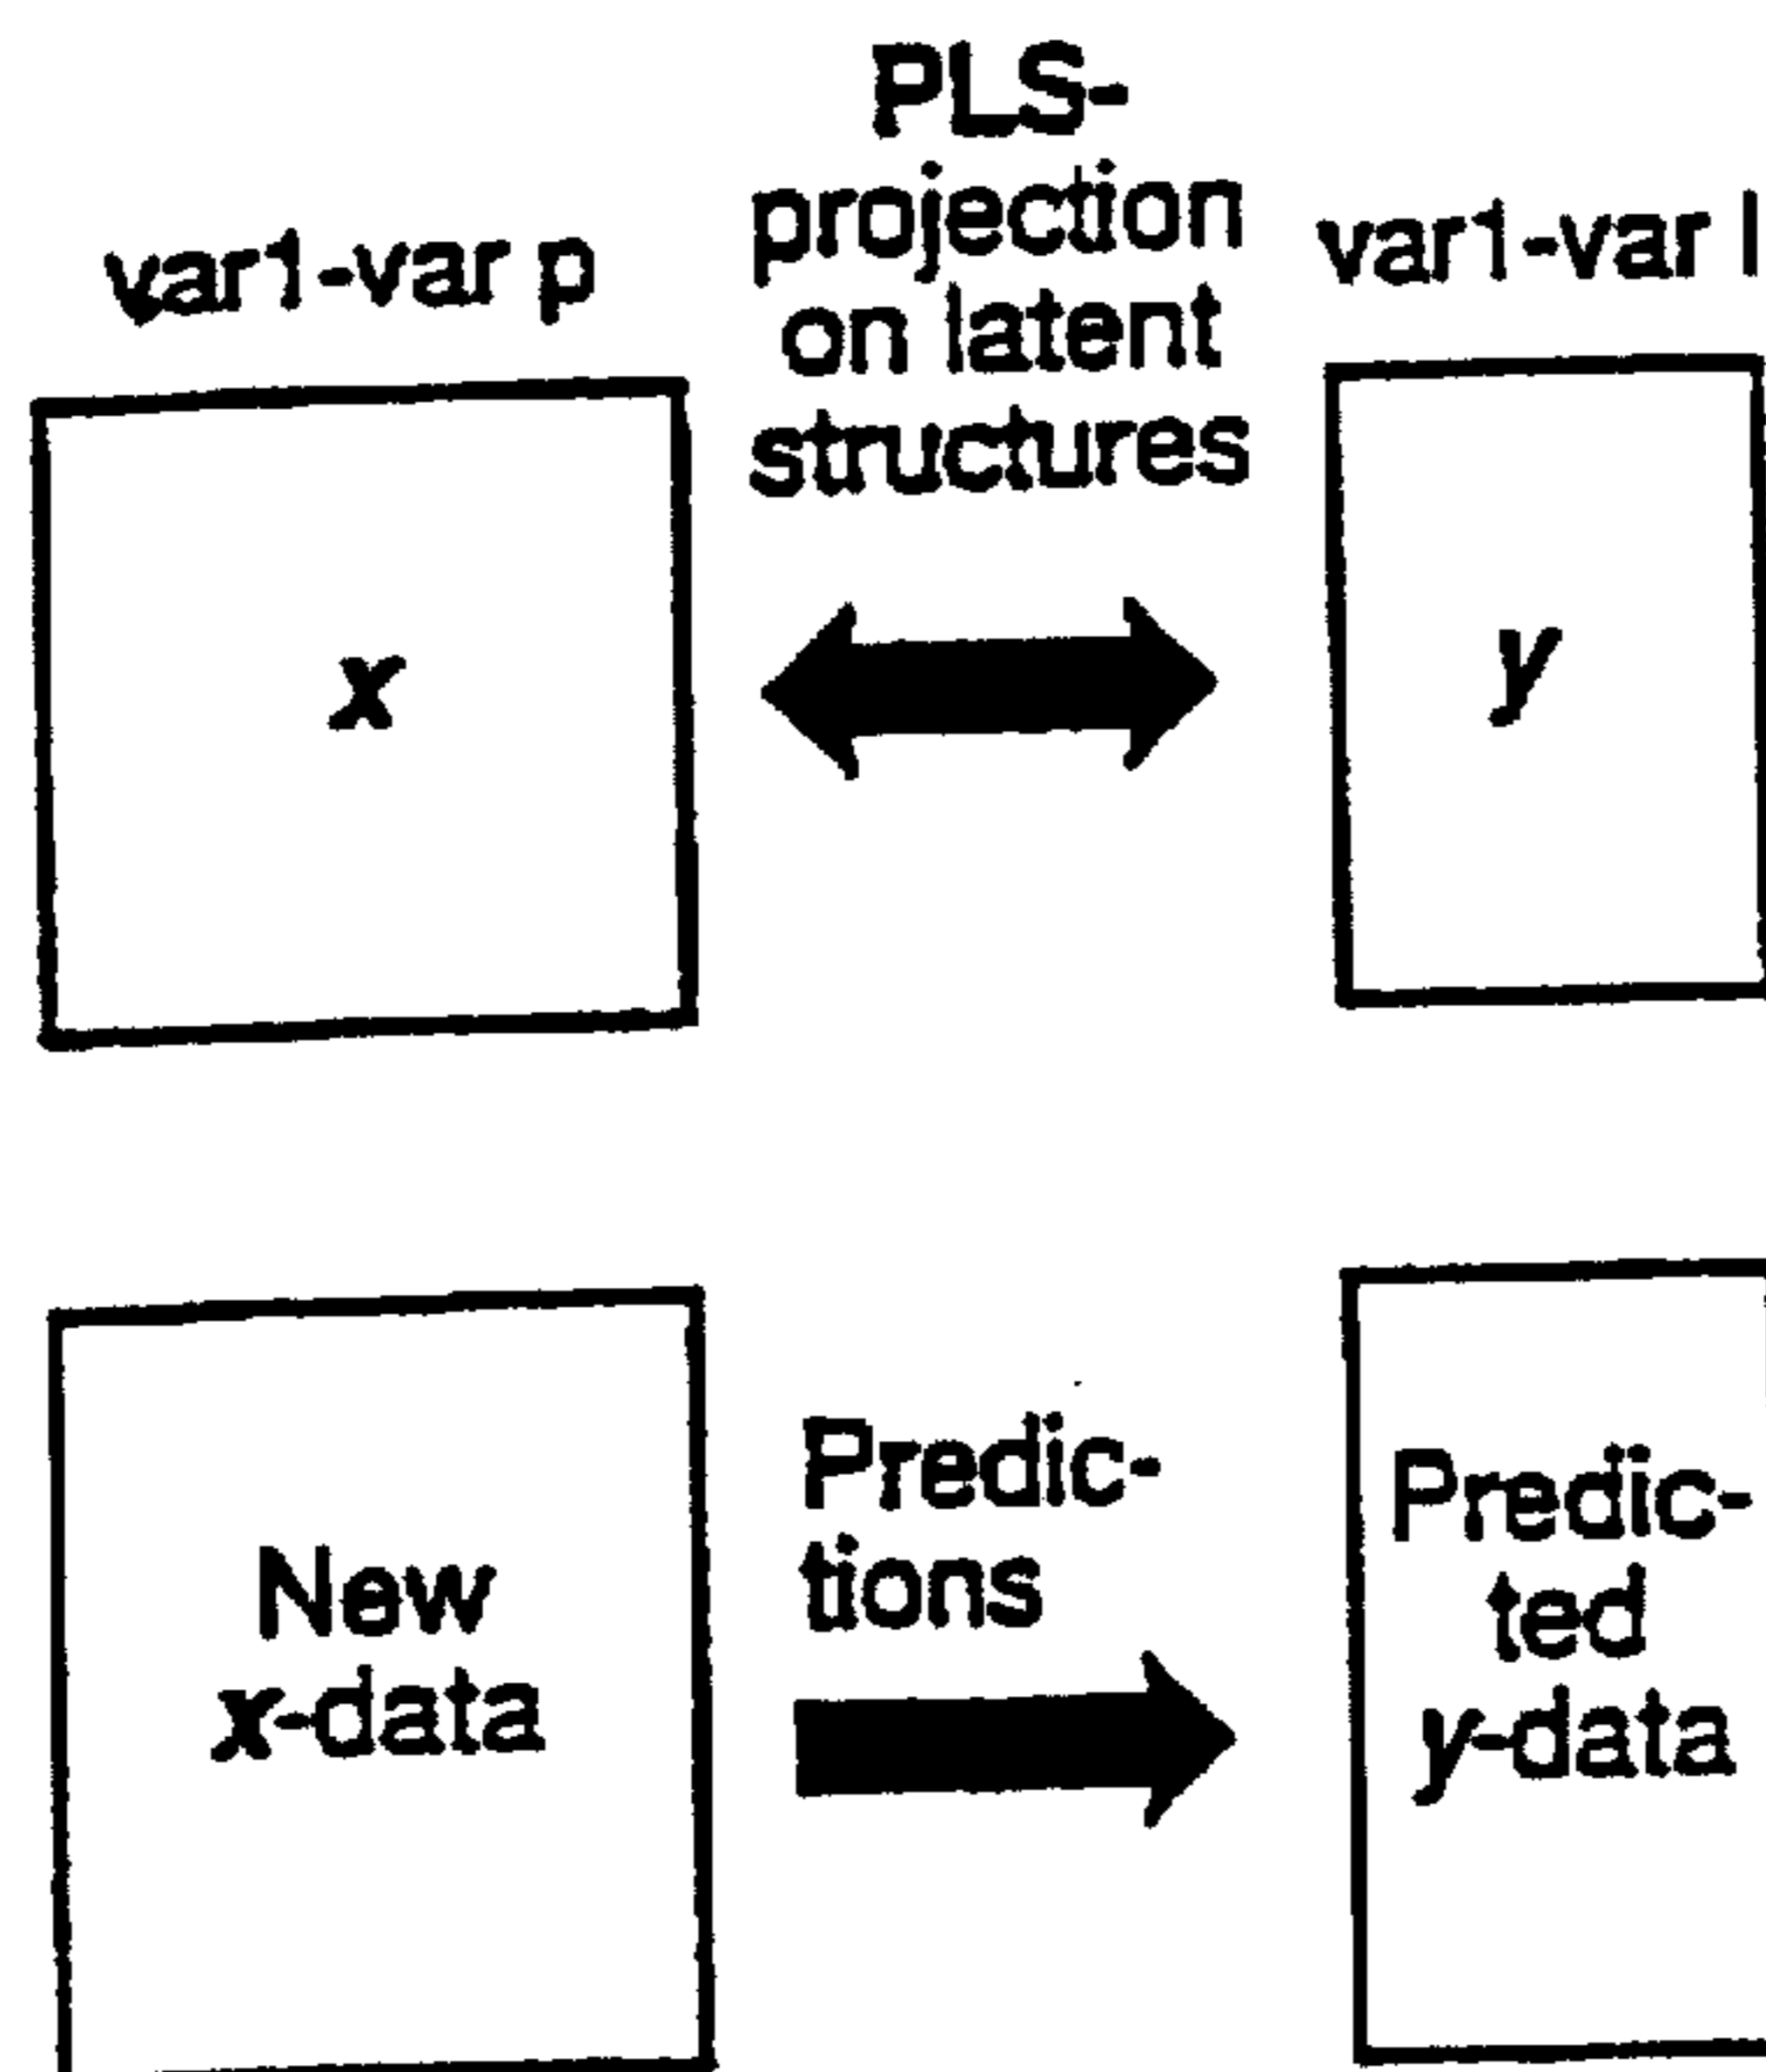 PLS-
projection
on latent
structures
var1-var p
var1-var l
x
y
New
x-data
Predic-
tions
Predic-
ted
y-data